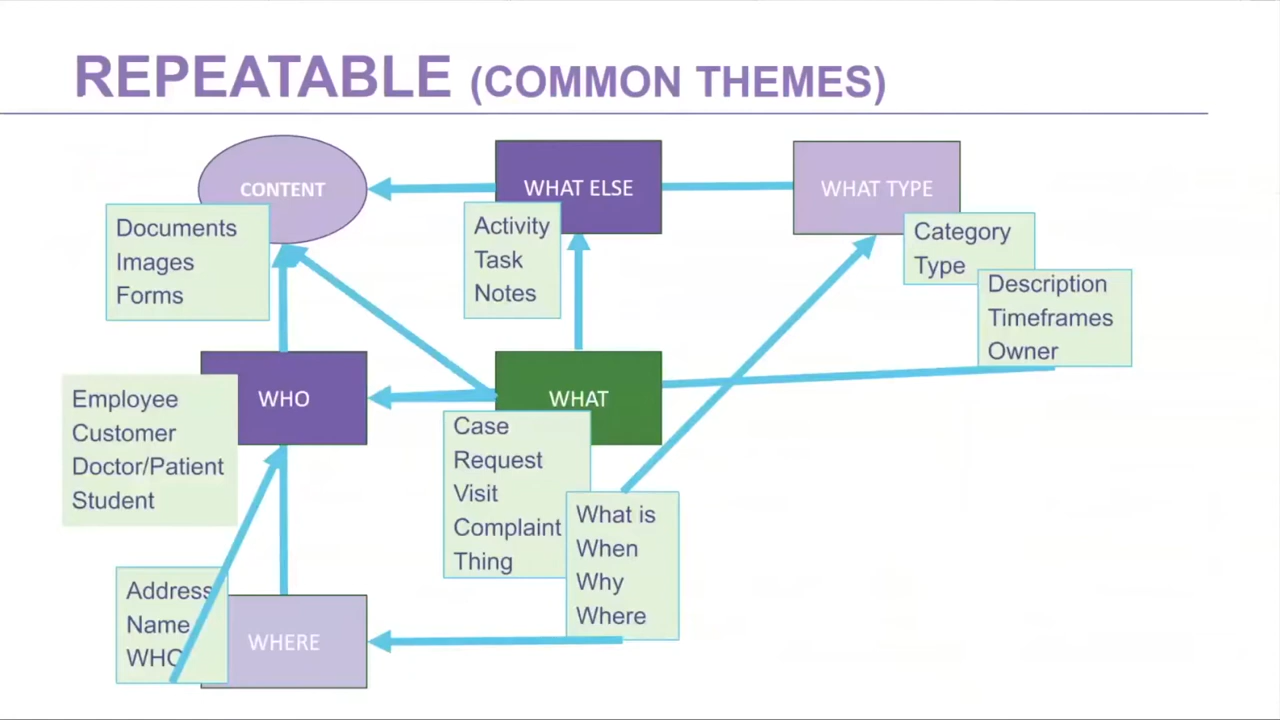 REPEATABLE (COMMON THEMES)
CONTENT
Documents
Images
Forms
WHAT ELSE
Activity
Task
Notes
WHAT TYPE
Category
Type
Description
Timeframes
Owner
WHO
Employee
Customer
Doctor/Patient
Student
WHAT
Case
Request
Visit
Complaint
Thing
What is
When
Why
Where
Address
Name
WHO
WHERE